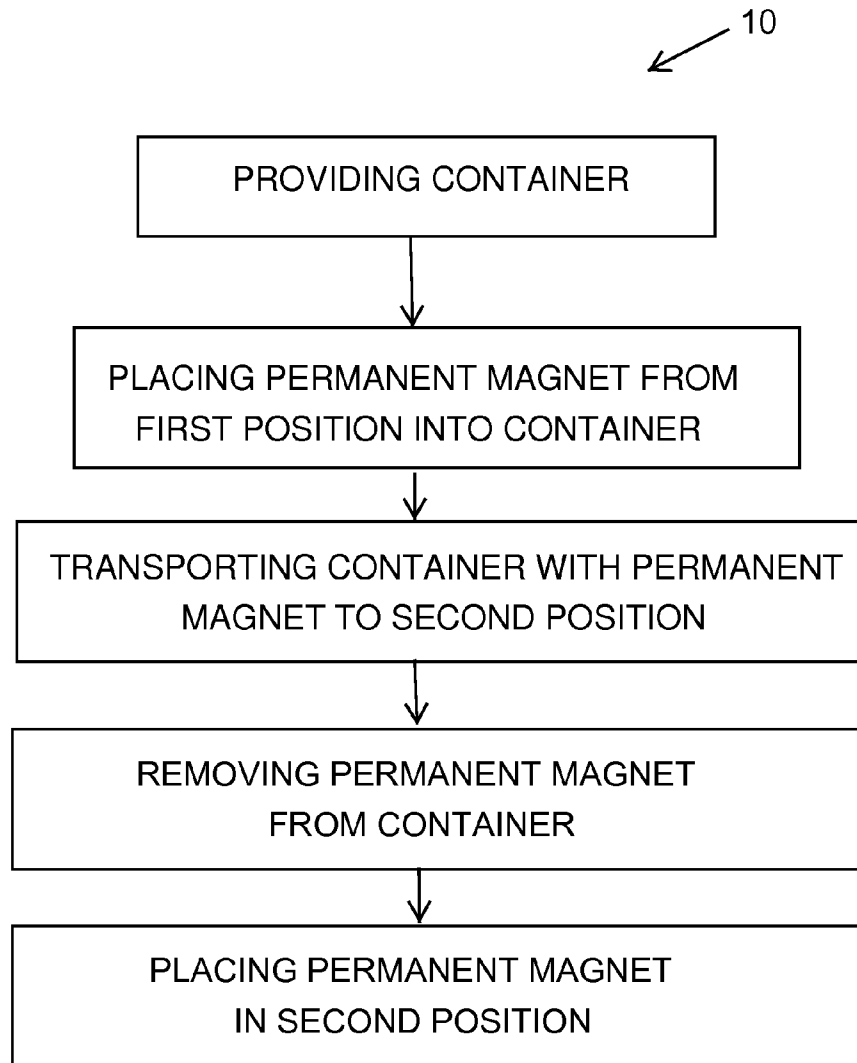 10
PROVIDING CONTAINER
PLACING PERMANENT MAGNET FROM
FIRST POSITION INTO CONTAINER
TRANSPORTING CONTAINER WITH PERMANENT
MAGNET TO SECOND POSITION
REMOVING PERMANENT MAGNET
FROM CONTAINER
PLACING PERMANENT MAGNET
IN SECOND POSITION